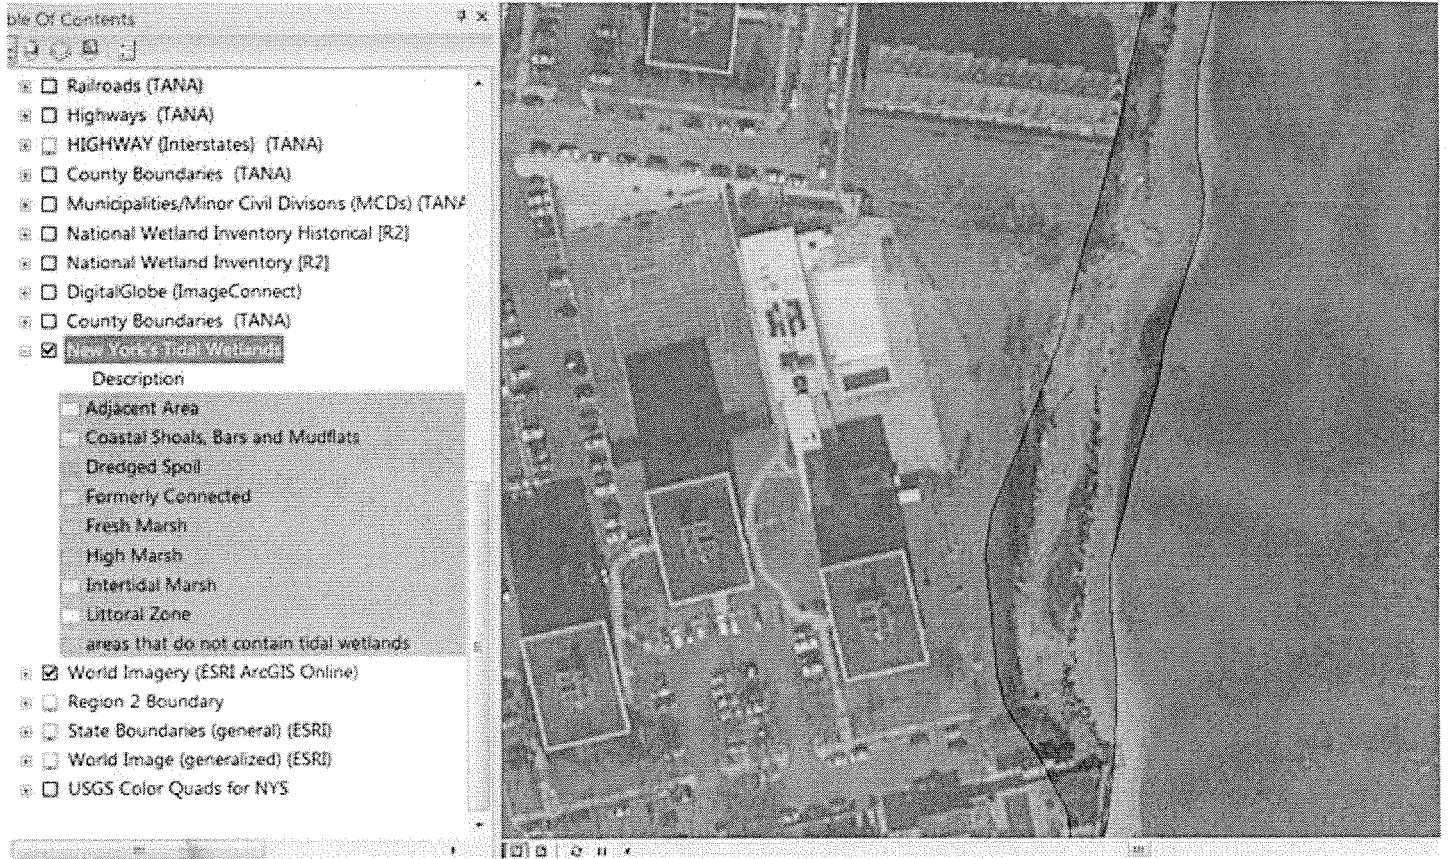 ble Of Contents
Railroads (TANA)
Highways (TANA)
HIGHWAY (Interstates) (TANA)
County Boundaries (TANA)
Municipalities/Minor Civil Divisons (MCDs) (TANA
National Wetland Inventory Historical [R2]
National Wetland Inventory [R2]
DigitalGlobe (ImageConnect)
County Boundaries (TANA)
New York's Tidal Wetlands
Description
Adjacent Area
Coastal Shoals, Bars and Mudflats
Dredged Spoil
Formerly Connected
Fresh Marsh
High Marsh
Intertidal Marsh
Littoral Zone
areas that do not contain tidal wetlands
World Imagery (ESRI ArcGIS Online)
Region 2 Boundary
State Boundaries (general) (ESRI)
World Image (generalized) (ESRI)
USGS Color Quads for NYS